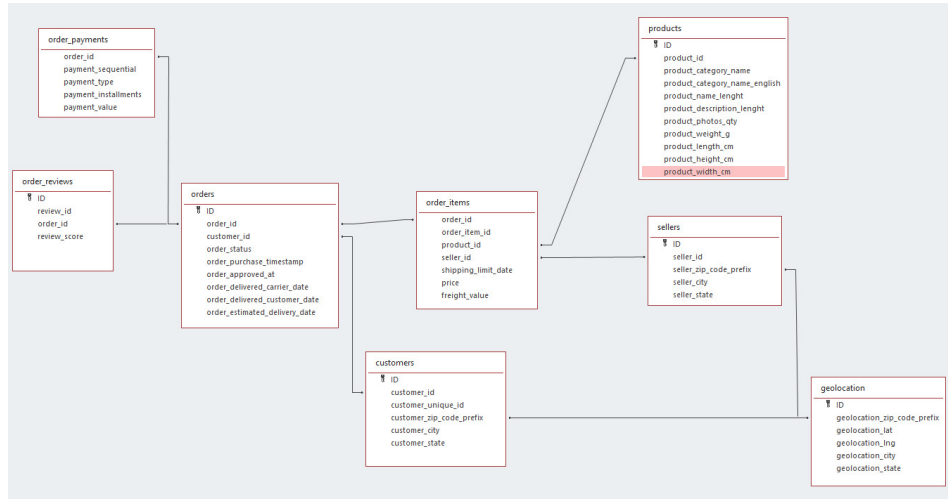 order_payments
order_id
payment_sequential
payment_type
payment_installments
payment_value
products
ID
product_id
product_category_name
product_category_name_english
product_name_lenght
product_description_lenght
product_photos_qty
product_weight_g
product_length_cm
product_height_cm
product_width_cm
order_reviews
ID
review_id
order_id
review_score
orders
ID
order_id
customer_id
order_status
order_purchase_timestamp
order_approved_at
order_delivered_carrier_date
order_delivered_customer_date
order_estimated_delivery_date
order_items
order_id
order_item_id
product_id
seller_id
shipping_limit_date
price
freight_value
sellers
ID
seller_id
seller_zip_code_prefix
seller_city
seller_state
customers
ID
customer_id
customer_unique_id
customer_zip_code_prefix
customer_city
customer_state
geolocation
ID
geolocation_zip_code_prefix
geolocation_lat
geolocation_lng
geolocation_city
geolocation_state